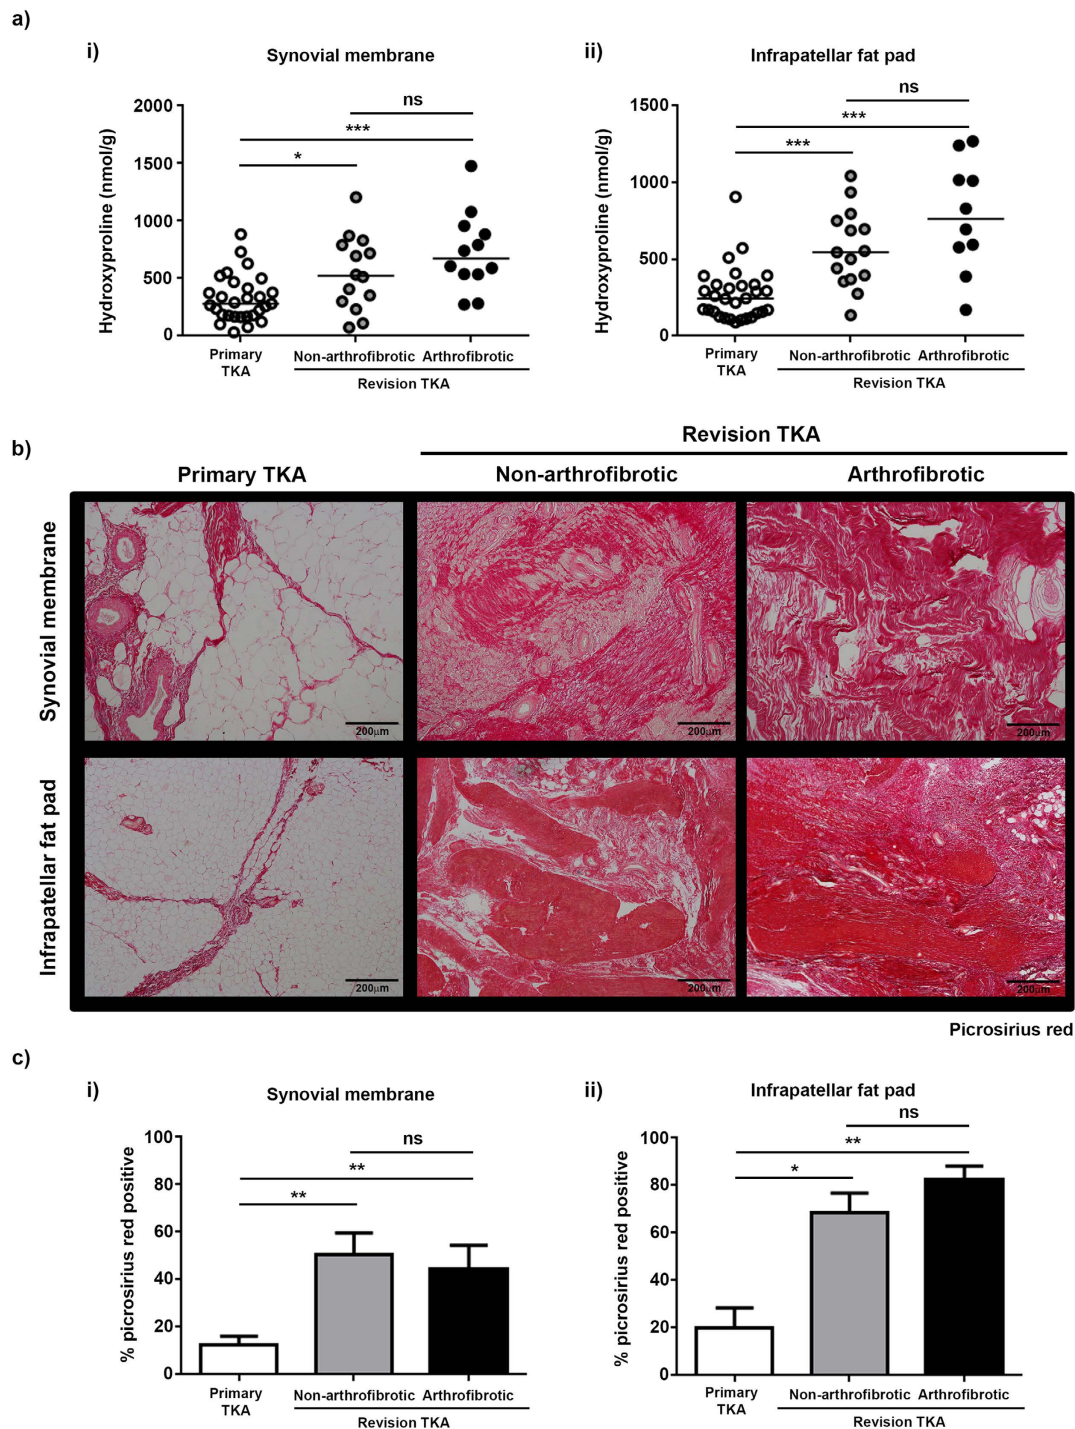 a)
i)
Synovial membrane
Hydroxyproline (nmol/g)
2000
1500
1000
500
0
ns
***
*
Primary
TKA
Non-arthrofibrotic
Arthrofibrotic
Revision TKA
ii)
Infrapatellar fat pad
Hydroxyproline (nmol/g)
1500
1000
500
0
ns
***
***
Primary
TKA
Non-arthrofibrotic
Arthrofibrotic
Revision TKA
b)
Revision TKA
Primary TKA
Non-arthrofibrotic
Arthrofibrotic
Synovial membrane
200µm
200µm
200µm
Infrapatellar fat pad
200µm
200µm
200µm
Picrosirius red
c)
i)
Synovial membrane
% picrosirius red positive
100
80
60
40
20
0
ns
**
**
Primary
TKA
Non-arthrofibrotic
Arthrofibrotic
Revision TKA
ii)
Infrapatellar fat pad
% picrosirius red positive
100
80
60
40
20
0
ns
**
*
Primary
TKA
Non-arthrofibrotic
Arthrofibrotic
Revision TKA